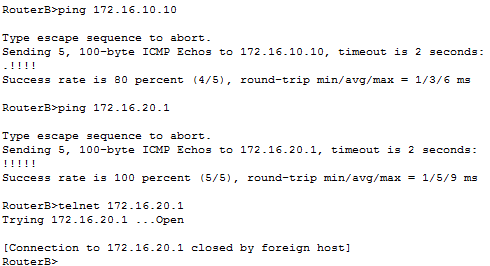 RouterB>ping 172.16.10.10
Type escape sequence to abort.
Sending 5, 100-byte ICMP Echos to 172.16.10.10, timeout is 2 seconds:
.!!!!
Success rate is 80 percent (4/5), round-trip min/avg/max = 1/3/6 ms
RouterB>ping 172.16.20.1
Type escape sequence to abort.
Sending 5, 100-byte ICMP Echos to 172.16.20.1, timeout is 2 seconds:
!!!!!
Success rate is 100 percent (5/5), round-trip min/avg/max = 1/5/9 ms
RouterB>telnet 172.16.20.1
Trying 172.16.20.1 ...Open
[Connection to 172.16.20.1 closed by foreign host]
RouterB>